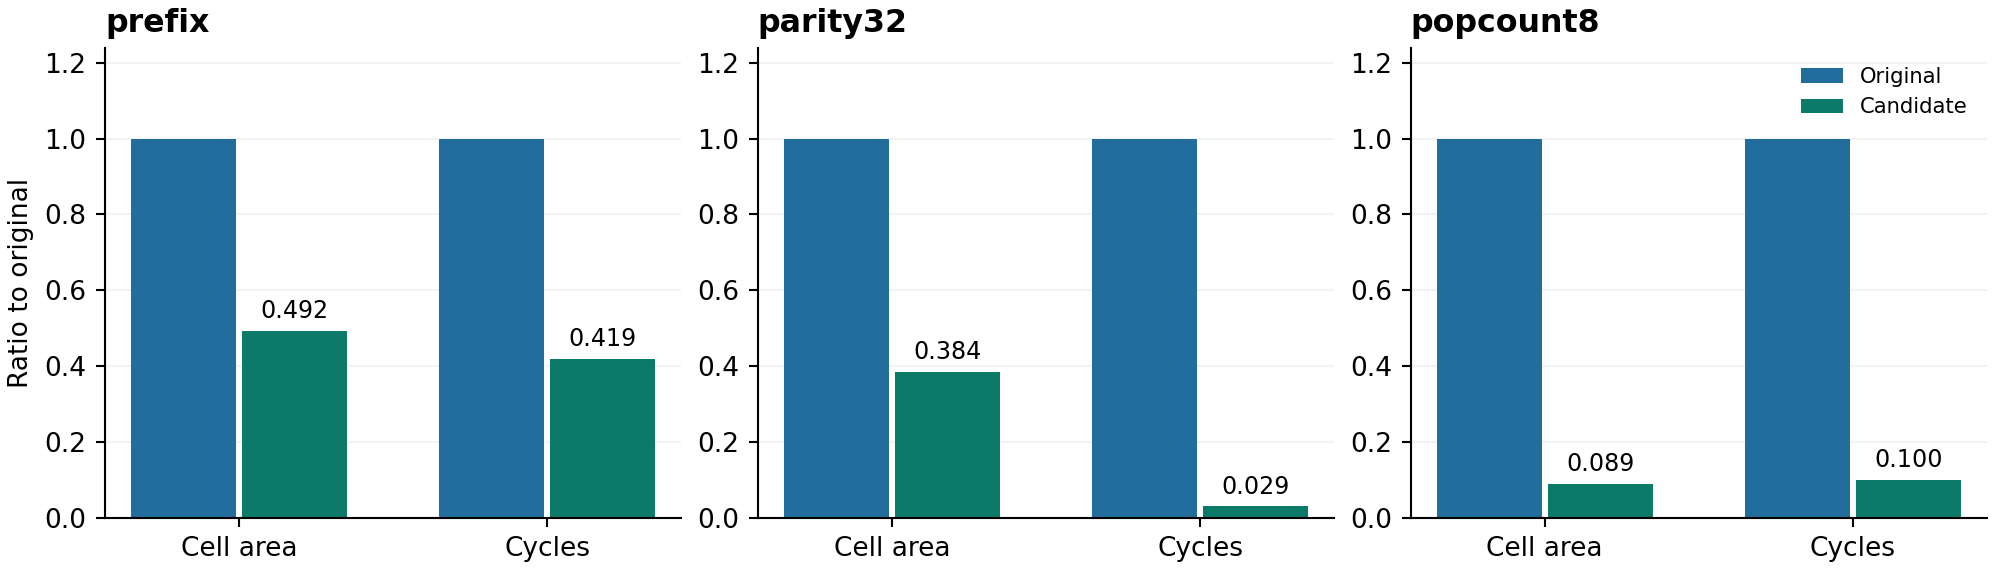 prefix
Ratio to original
1.2
1.0
0.8
0.6
0.4
0.2
0.0
0.492
0.419
Cell area
Cycles
parity32
1.2
1.0
0.8
0.6
0.4
0.2
0.0
0.384
0.029
Cell area
Cycles
popcount8
1.2
1.0
0.8
0.6
0.4
0.2
0.0
Original
Candidate
0.089
0.100
Cell area
Cycles